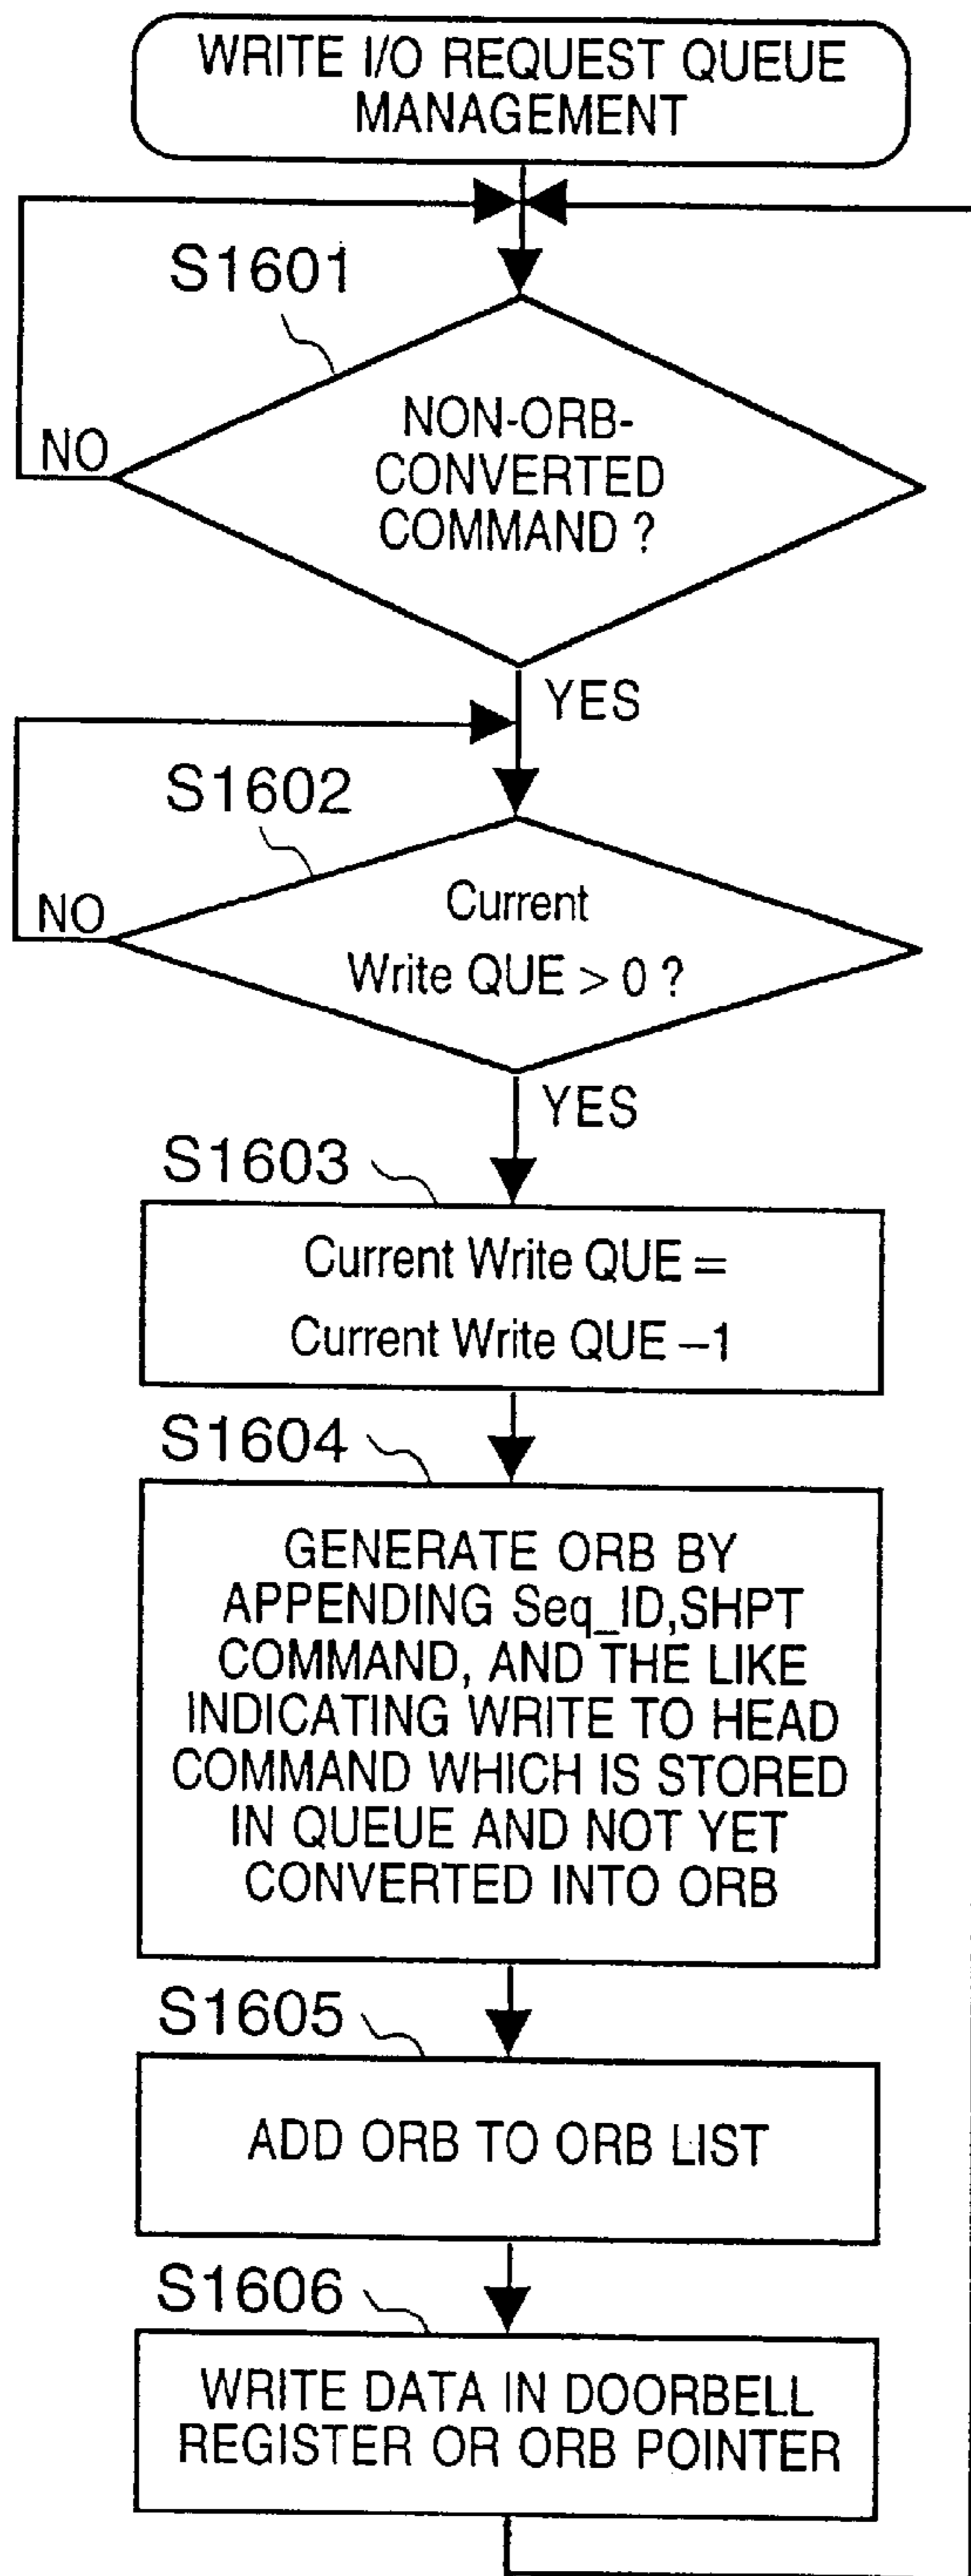 WRITE I/O REQUEST QUEUE
MANAGEMENT
S1601
NON-ORB-
CONVERTED
COMMAND ?
NO
YES
S1602
Current
Write QUE > 0 ?
NO
YES
S1603
Current Write QUE =
Current Write QUE –1
S1604
GENERATE ORB BY
APPENDING Seq_ID,SHPT
COMMAND, AND THE LIKE
INDICATING WRITE TO HEAD
COMMAND WHICH IS STORED
IN QUEUE AND NOT YET
CONVERTED INTO ORB
S1605
ADD ORB TO ORB LIST
S1606
WRITE DATA IN DOORBELL
REGISTER OR ORB POINTER